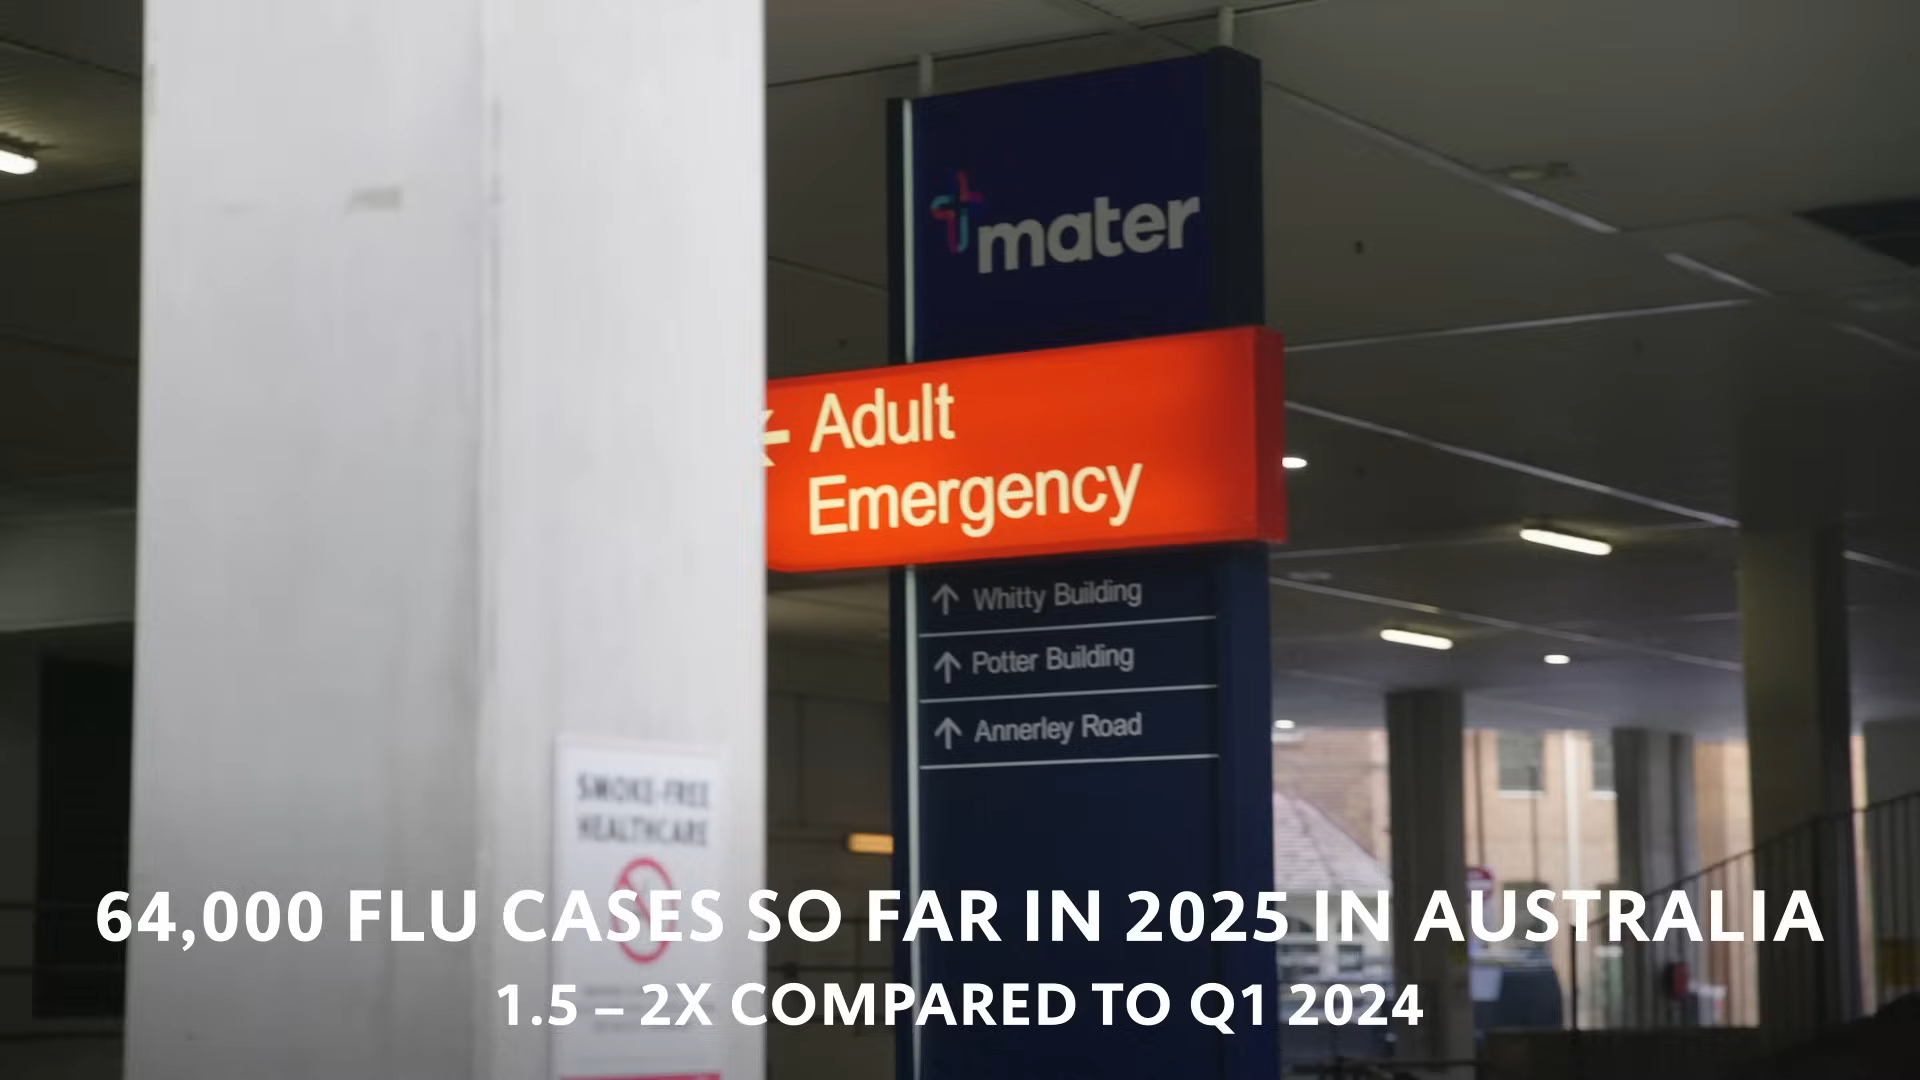 mater
← Adult
Emergency
↑ Whitty Building
↑ Potter Building
↑ Annerley Road
SMOKE-FREE
HEALTHCARE
64,000 FLU CASES SO FAR IN 2025 IN AUSTRALIA
1.5 – 2X COMPARED TO Q1 2024